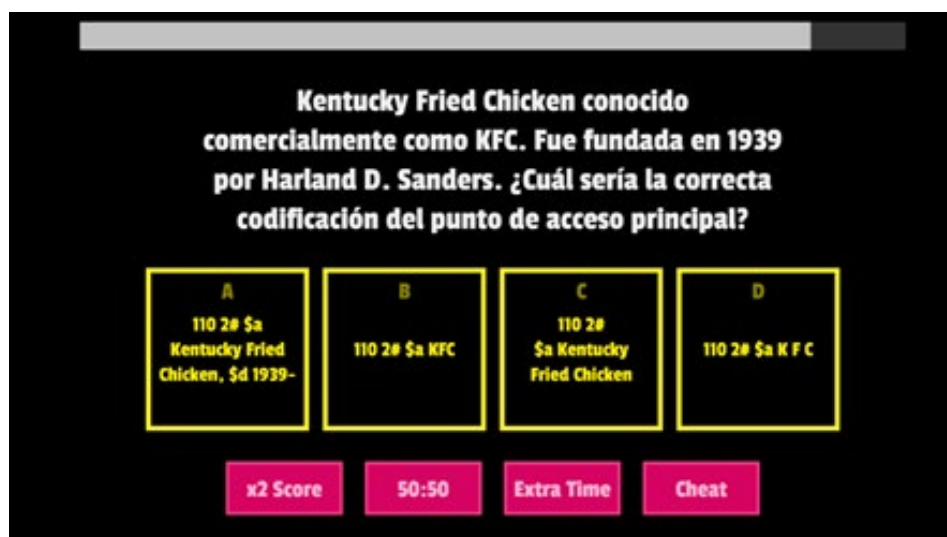 Kentucky Fried Chicken conocido
comercialmente como KFC. Fue fundada en 1939
por Harland D. Sanders. ¿Cuál sería la correcta
codificación del punto de acceso principal?
A
110 2# $a
Kentucky Fried
Chicken, $d 1939-
B
110 2# $a KFC
C
110 2#
$a Kentucky
Fried Chicken
D
110 2# $a K F C
x2 Score
50:50
Extra Time
Cheat